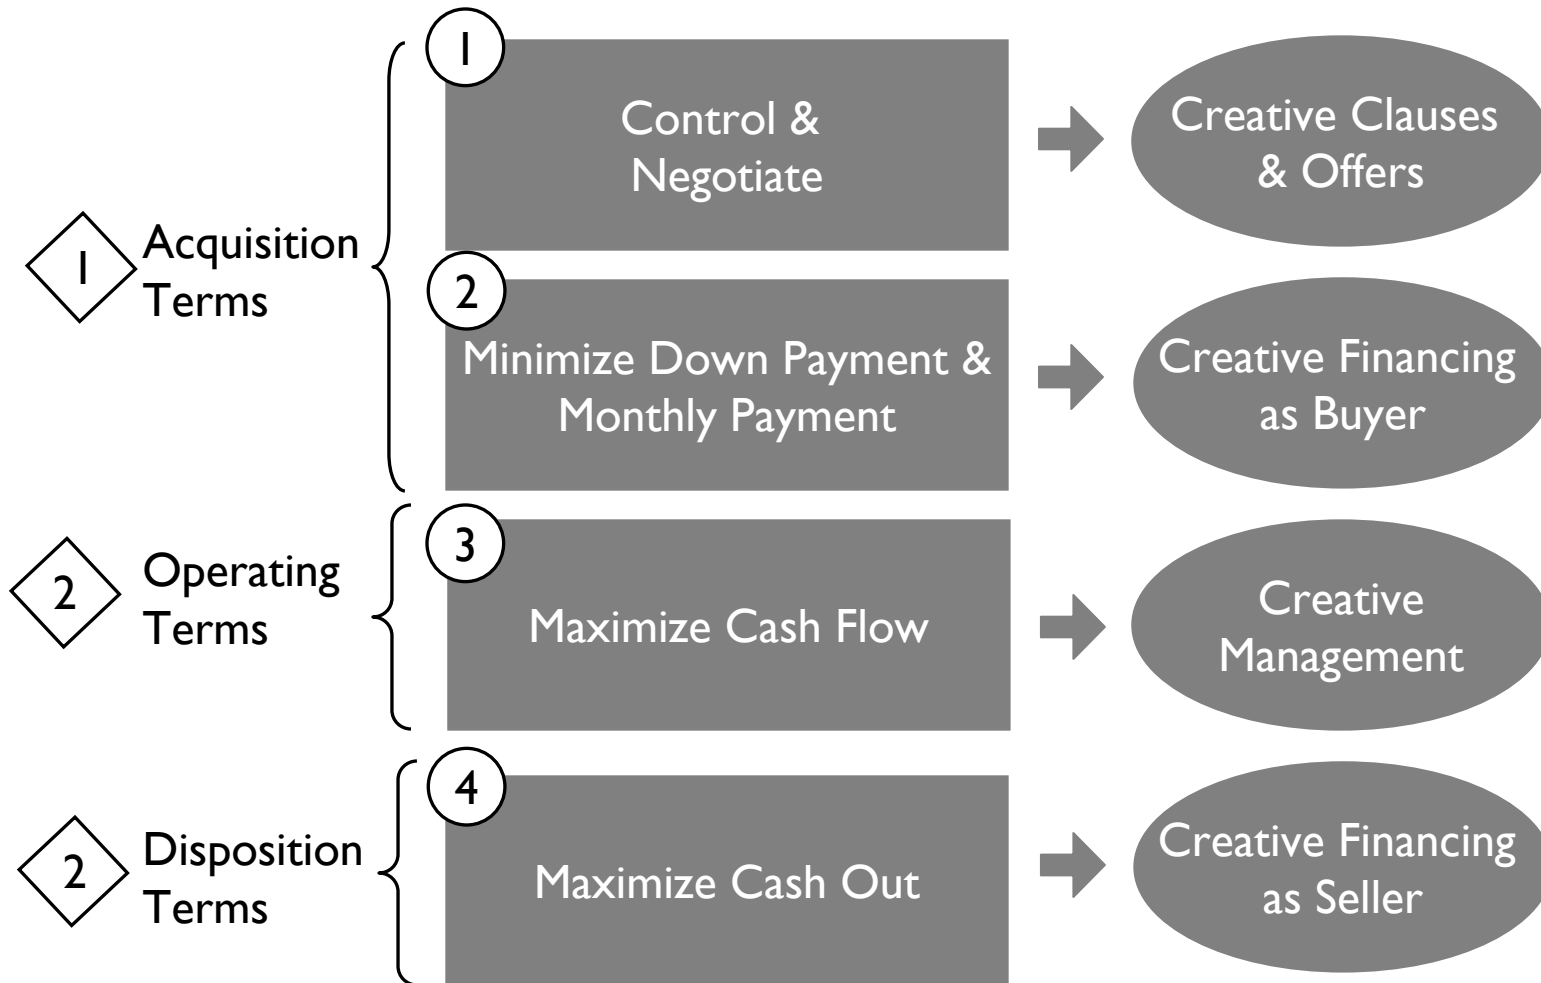 1
Control &
Negotiate
Creative Clauses
& Offers
1
Acquisition
Terms
2
Minimize Down Payment &
Monthly Payment
Creative Financing
as Buyer
3
2
Operating
Terms
Maximize Cash Flow
Creative
Management
4
2
Disposition
Terms
Maximize Cash Out
Creative Financing
as Seller